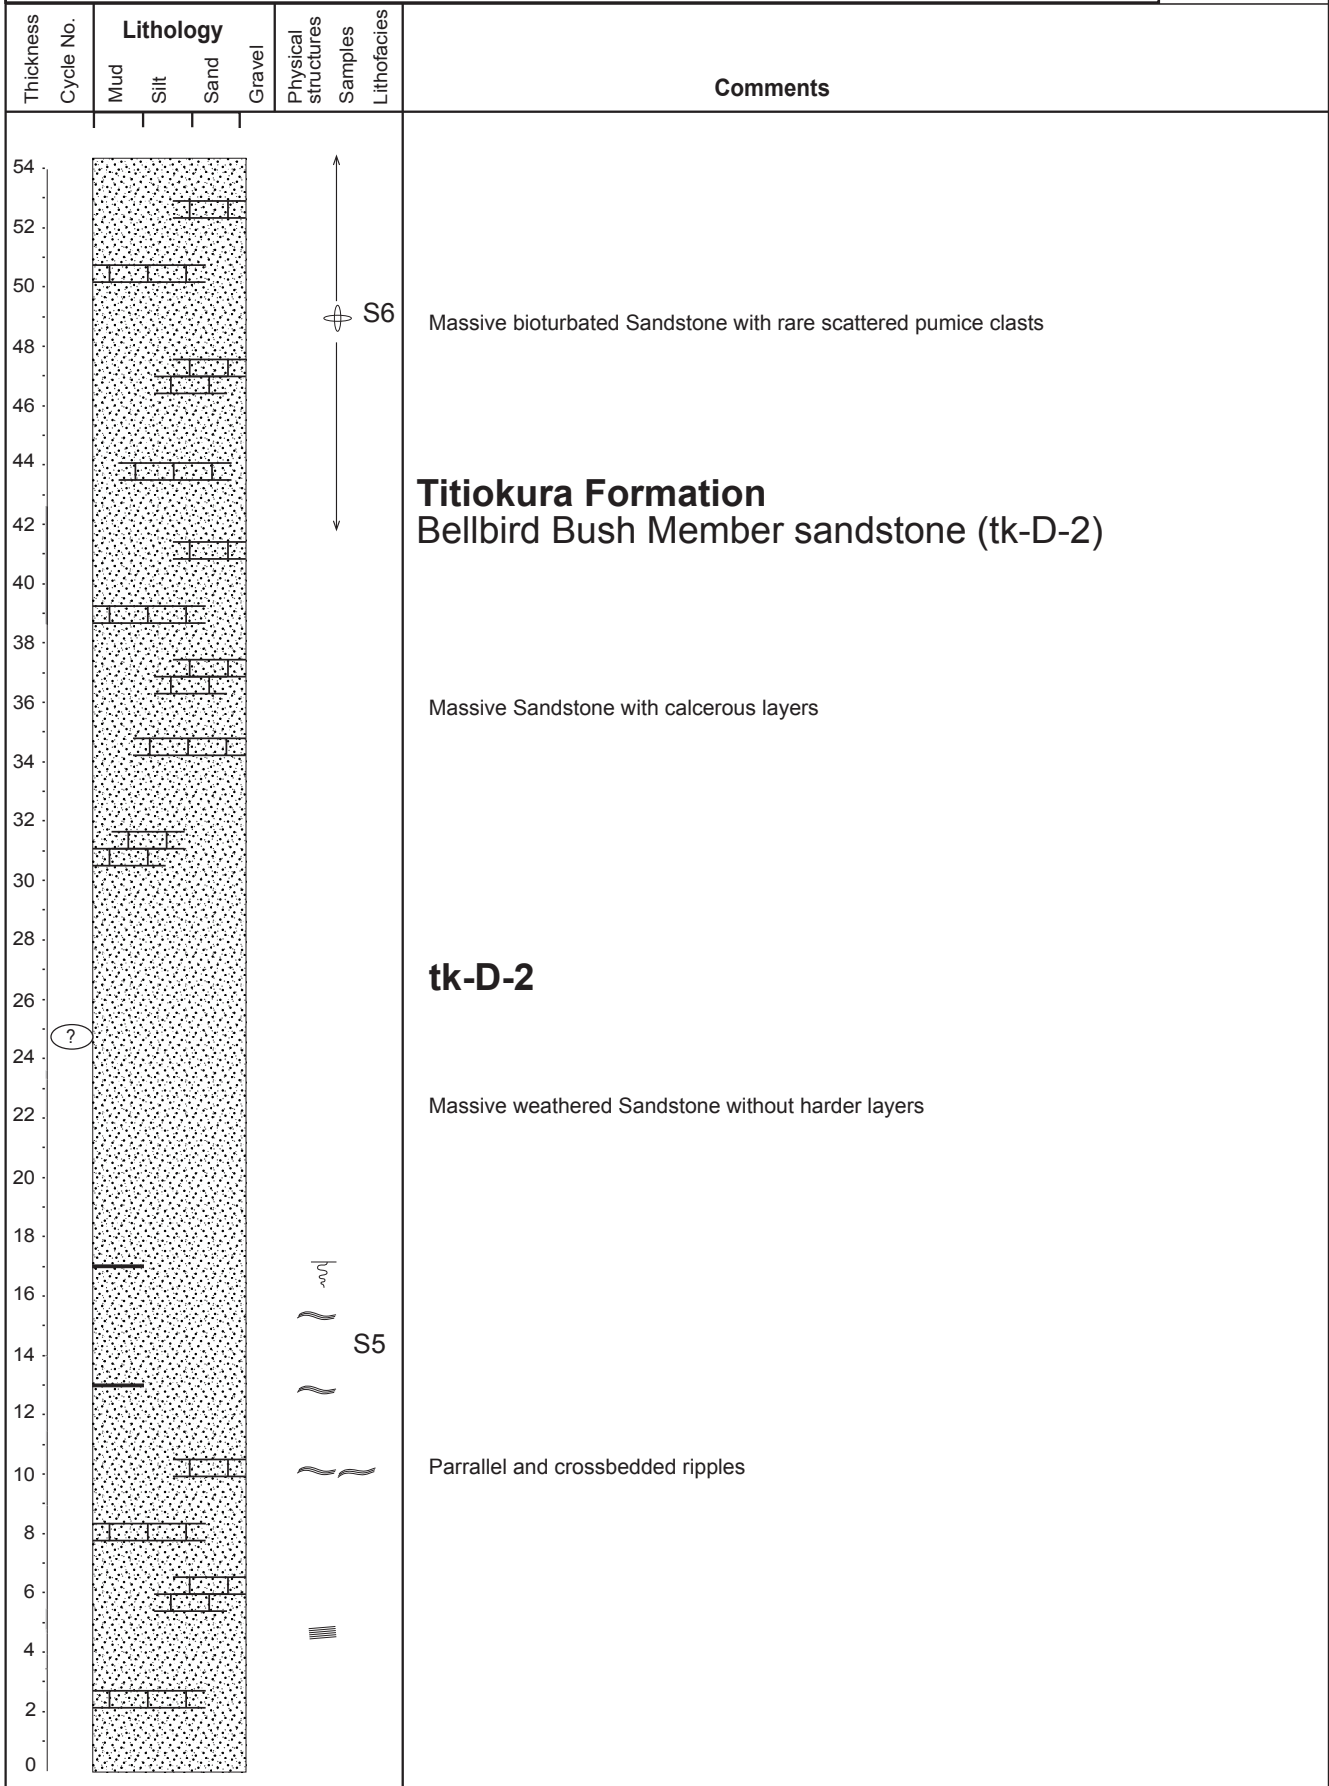 Thickness
Cycle No.
Lithology
Mud
Silt
Sand
Gravel
Physical
structures
Samples
Lithofacies
Comments
54
52
50
S6
Massive bioturbated Sandstone with rare scattered pumice clasts
48
46
44
Titiokura Formation
42
Bellbird Bush Member sandstone (tk-D-2)
40
38
36
Massive Sandstone with calcerous layers
34
32
30
28
tk-D-2
26
?
24
22
Massive weathered Sandstone without harder layers
20
18
16
S5
14
12
10
Parrallel and crossbedded ripples
8
6
4
2
0